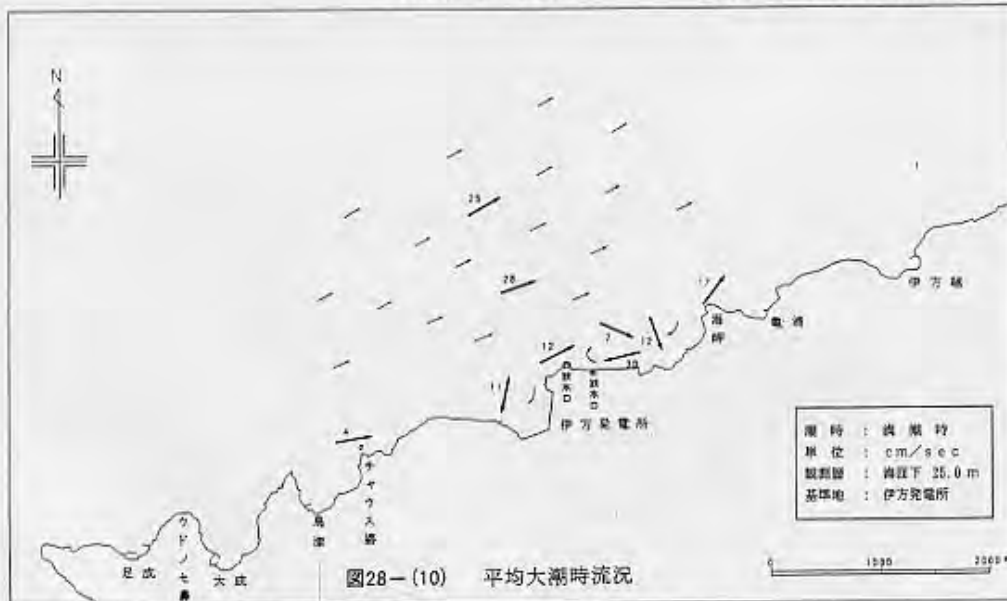 N
25
28
17
12
7
12
30
11
4
伊方越
亀浦
海岬
伊方発電所
チャウス鼻
鳥津
ウドノセ鼻
大成
足成
潮時 : 満潮時
単位 : cm/sec
観測層 : 海面下 25.0m
基準地 : 伊方発電所
0 1000 2000
図28-(10) 平均大潮時流況